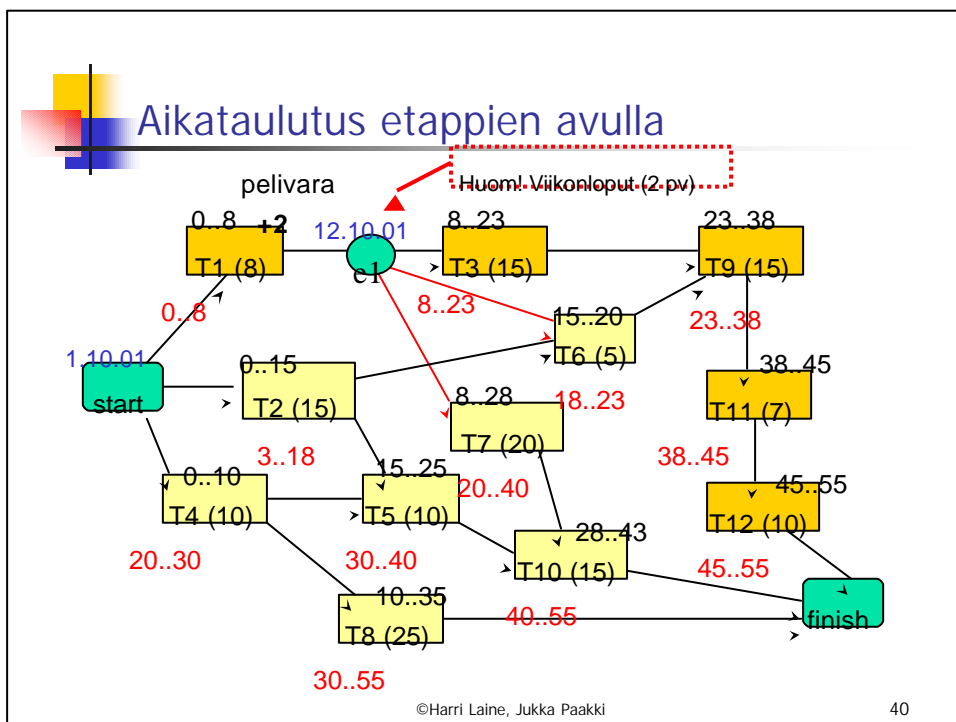 Aikataulutus etappien avulla
pelivara
Huom! Viikonloput (2 pv)
0..8
+2
12.10.01
8..23
23..38
T1 (8)
e1
T3 (15)
T9 (15)
0..8
8..23
15..20
23..38
1.10.01
T6 (5)
start
0..15
38..45
T2 (15)
8..28
18..23
T11 (7)
T7 (20)
3..18
38..45
0..10
15..25
20..40
45..55
T4 (10)
T5 (10)
28..43
T12 (10)
20..30
30..40
T10 (15)
45..55
10..35
40..55
finish
T8 (25)
30..55
©Harri Laine, Jukka Paakki
40